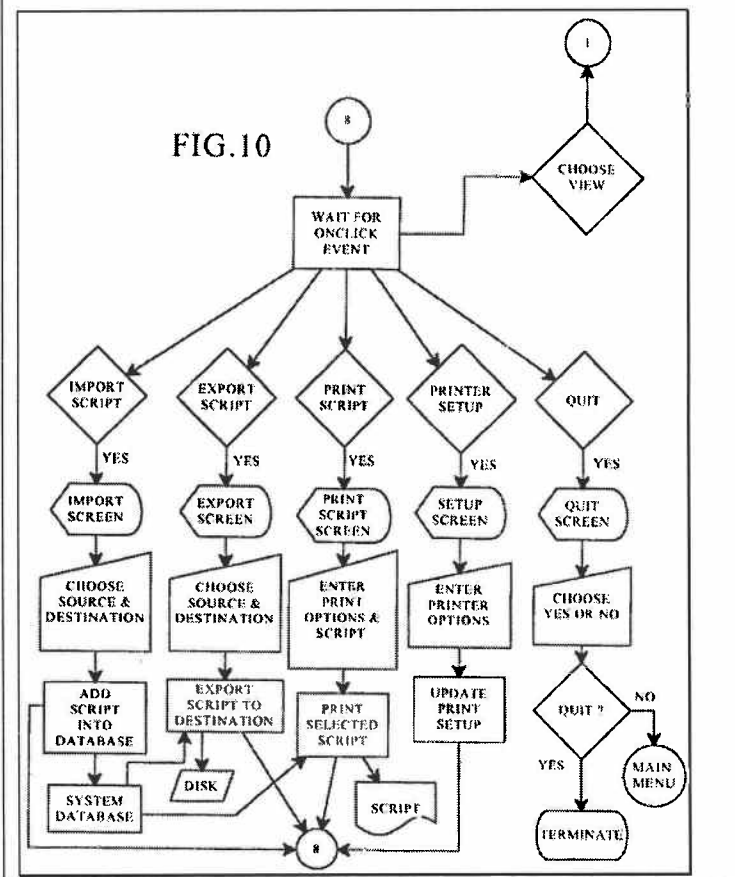 1
8
FIG.10
CHOOSE
VIEW
WAIT FOR
ONCLICK
EVENT
IMPORT
SCRIPT
EXPORT
SCRIPT
PRINT
SCRIPT
PRINTER
SETUP
QUIT
YES
YES
YES
YES
YES
IMPORT
SCREEN
EXPORT
SCREEN
PRINT
SCRIPT
SCREEN
SETUP
SCREEN
QUIT
SCREEN
CHOOSE
SOURCE &
DESTINATION
CHOOSE
SOURCE &
DESTINATION
ENTER
PRINT
OPTIONS &
SCRIPT
ENTER
PRINTER
OPTIONS
CHOOSE
YES OR NO
ADD
SCRIPT
INTO
DATABASE
EXPORT
SCRIPT TO
DESTINATION
PRINT
SELECTED
SCRIPT
UPDATE
PRINT
SETUP
QUIT ?
NO
YES
MAIN
MENU
SYSTEM
DATABASE
DISK
SCRIPT
8
TERMINATE